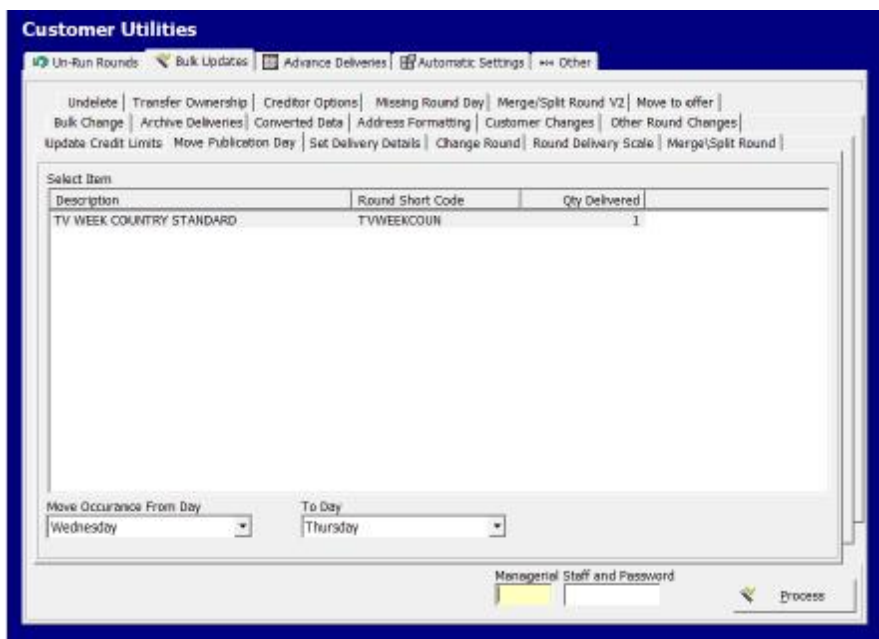 Customer Utilities
Un-Run Rounds Bulk Updates Advance Deliveries Automatic Settings Other
Undelete Transfer Ownership Creditor Options Missing Round Day Merge/Split Round V2 Move to offer
Bulk Change Archive Deliveries Converted Data Address Formatting Customer Changes Other Round Changes
Update Credit Limits Move Publication Day Set Delivery Details Change Round Round Delivery Scale Merge\Split Round
Select Item
Description Round Short Code Qty Delivered
TV WEEK COUNTRY STANDARD TVWEEKCOUN 1
Move Occurance From Day To Day
Wednesday Thursday
Managerial Staff and Password
Process